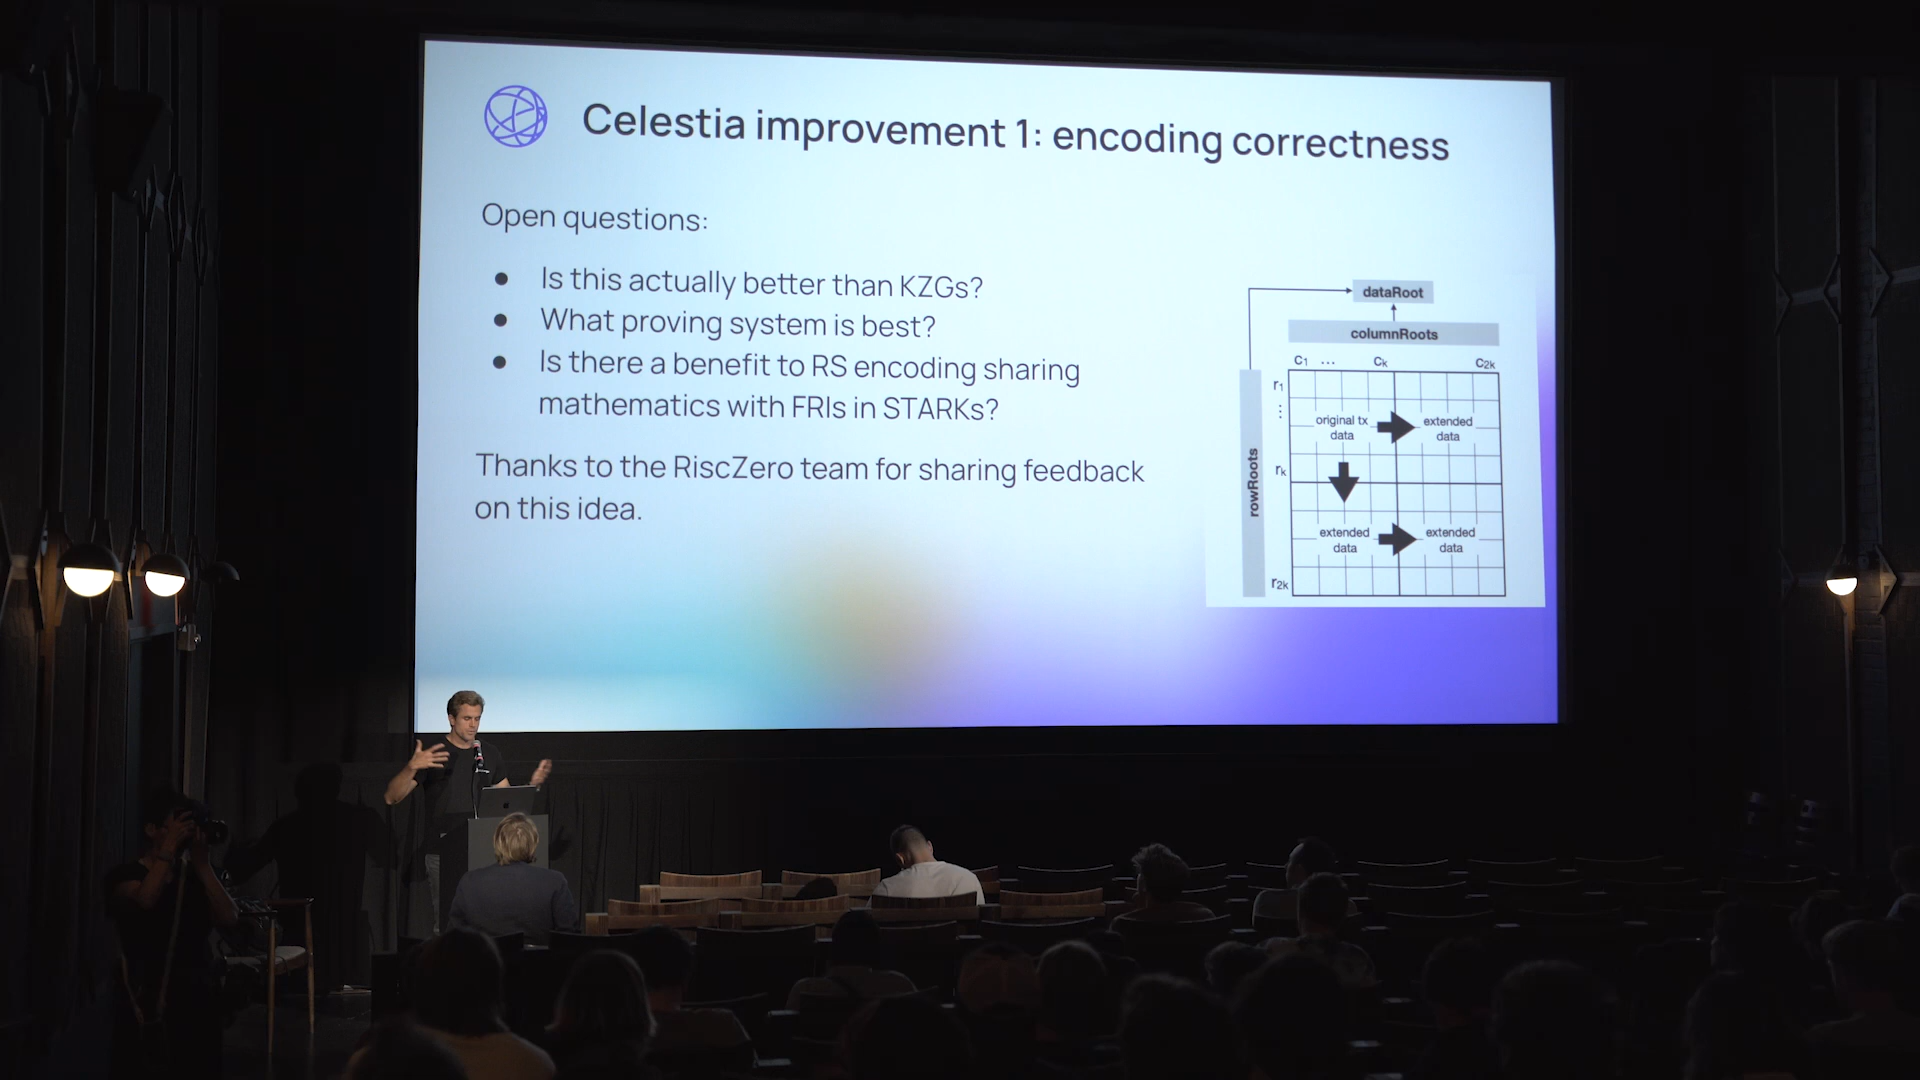 Celestia improvement 1: encoding correctness
Open questions:
● Is this actually better than KZGs?
● What proving system is best?
● Is there a benefit to RS encoding sharing
mathematics with FRIs in STARKs?
Thanks to the RiscZero team for sharing feedback
on this idea.
dataRoot
columnRoots
c1 ... ck c2k
r1
⋮
rk
r2k
rowRoots
original tx
data
extended
data
extended
data
extended
data